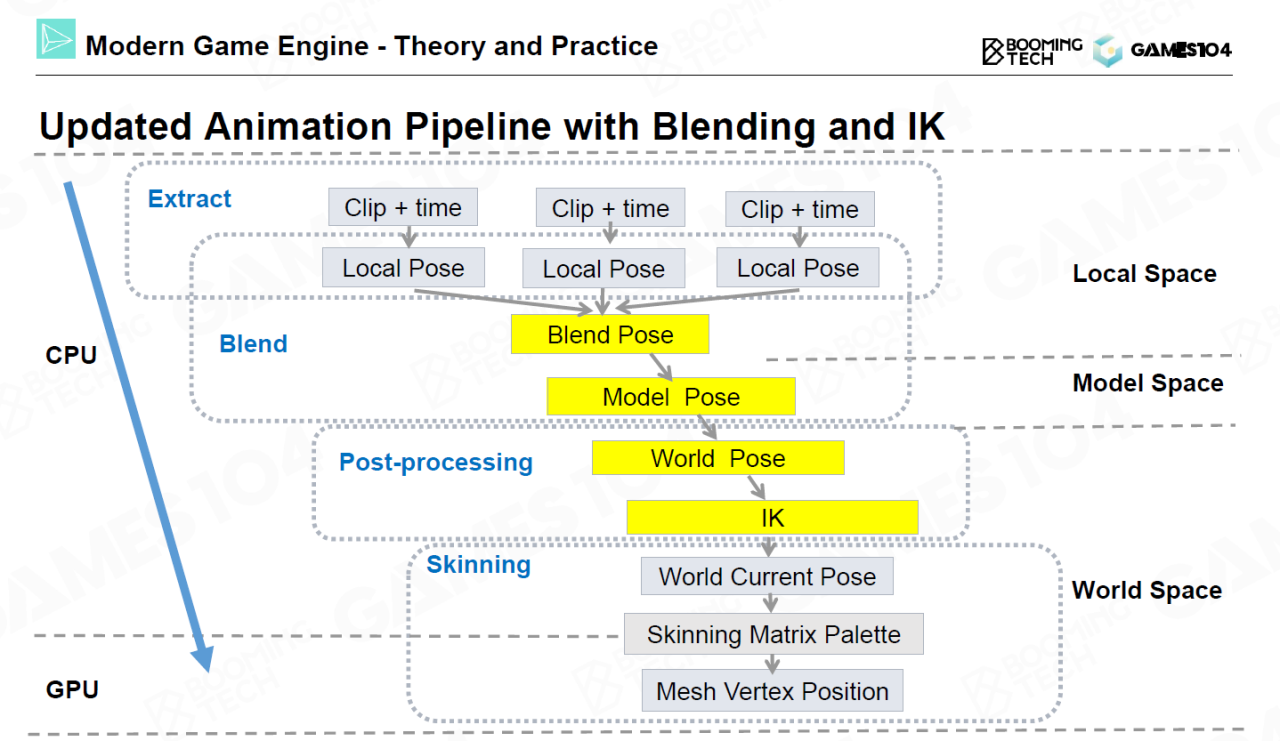 Modern Game Engine - Theory and Practice
BOOMING TECH
GAMES104
Updated Animation Pipeline with Blending and IK
Extract
Clip + time
Clip + time
Clip + time
Local Pose
Local Pose
Local Pose
Local Space
Blend Pose
Blend
CPU
Model Space
Model  Pose
Post-processing
World  Pose
IK
Skinning
World Current Pose
World Space
Skinning Matrix Palette
GPU
Mesh Vertex Position